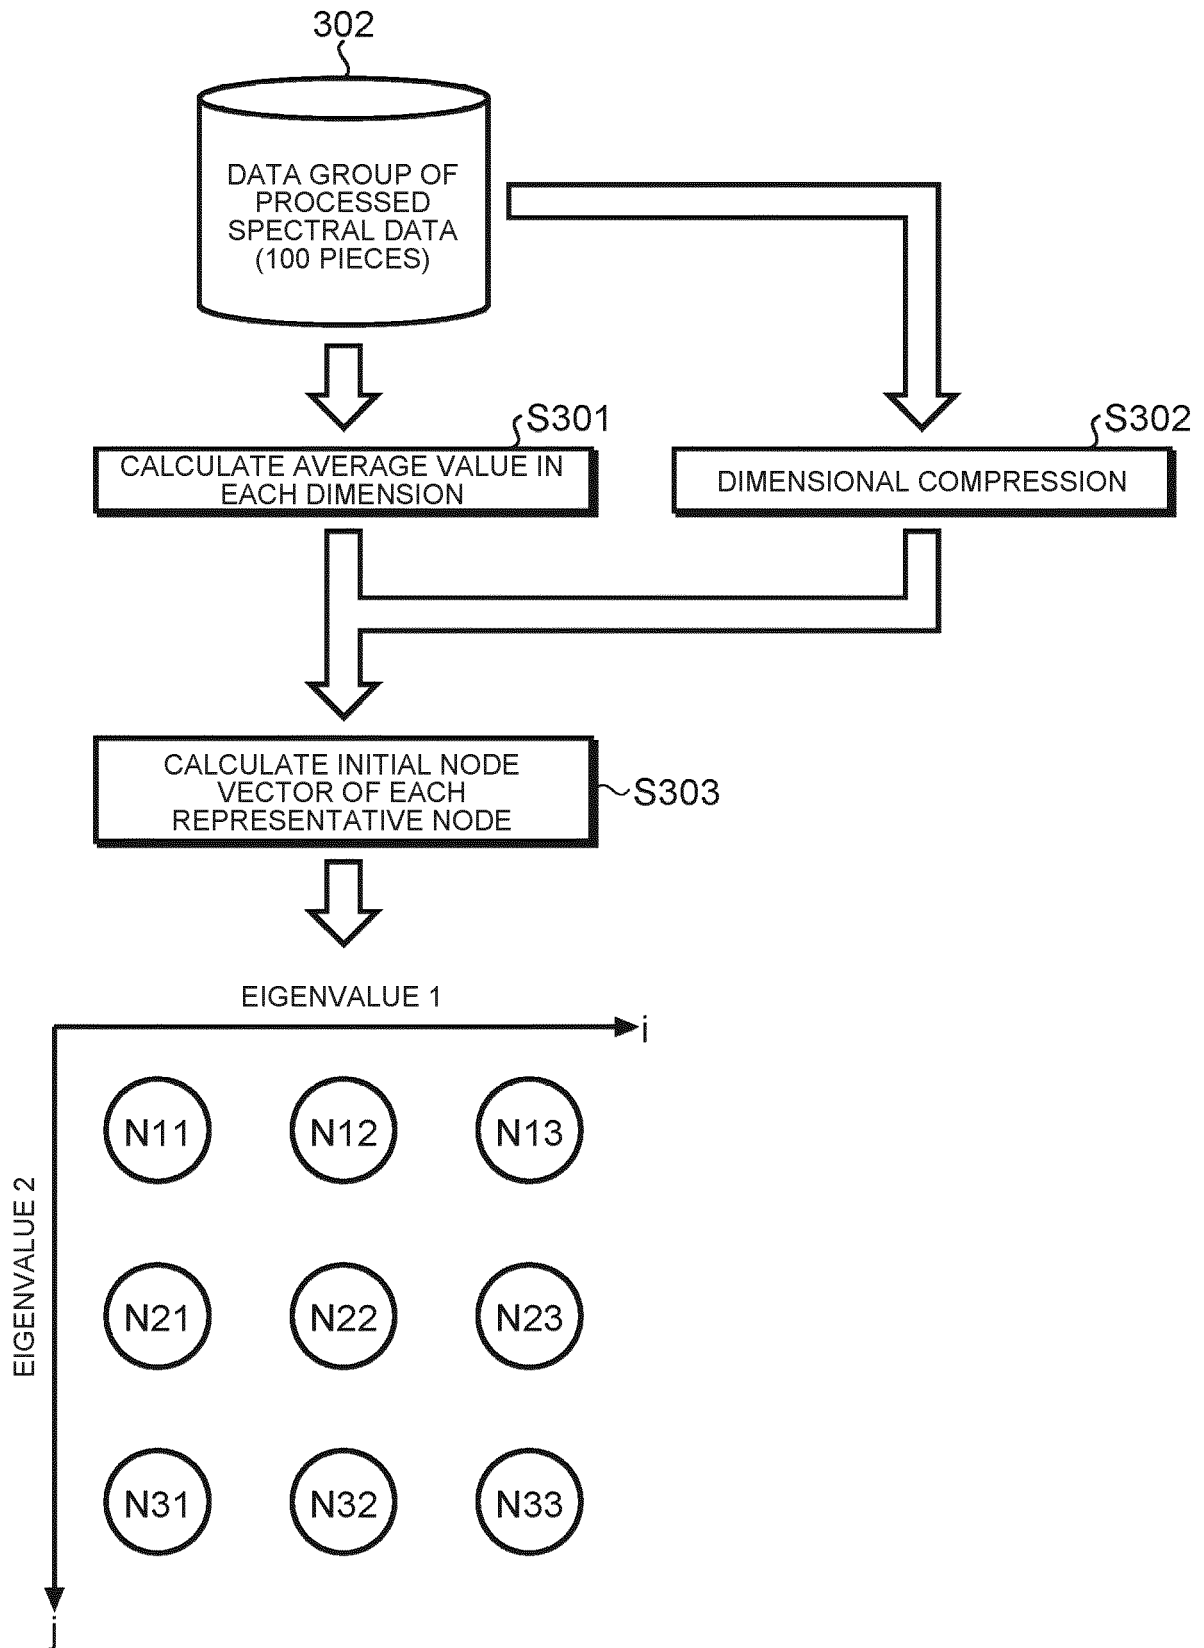 302
DATA GROUP OF
PROCESSED
SPECTRAL DATA
(100 PIECES)
S301
CALCULATE AVERAGE VALUE IN
EACH DIMENSION
S302
DIMENSIONAL COMPRESSION
CALCULATE INITIAL NODE
VECTOR OF EACH
REPRESENTATIVE NODE
S303
EIGENVALUE 1
i
EIGENVALUE 2
N11 N12 N13
N21 N22 N23
N31 N32 N33
j